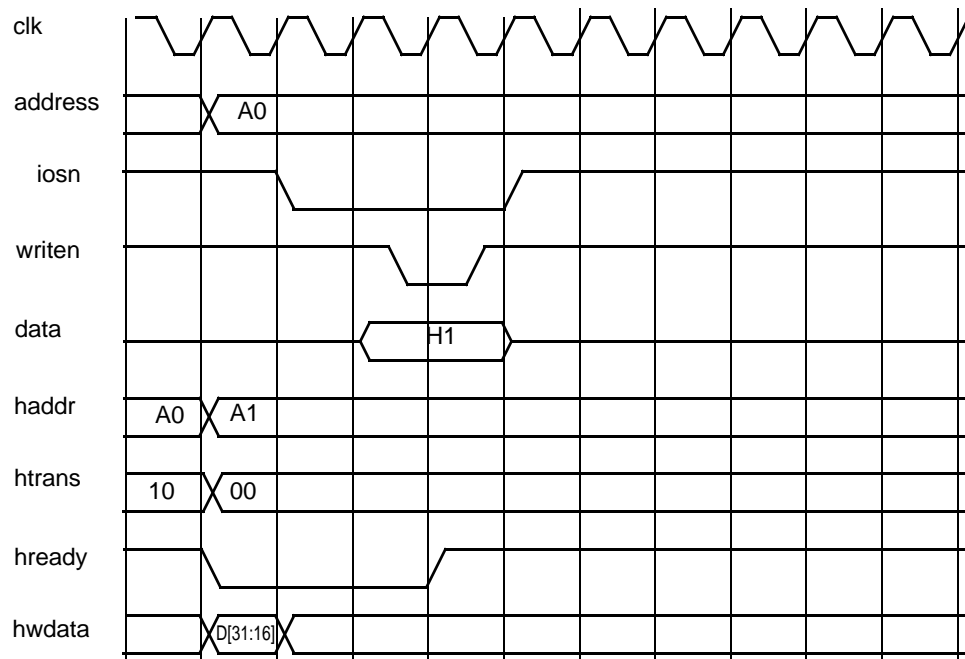 clk
address A0
iosn
writen
data H1
haddr A0 A1
htrans 10 00
hready
hwdata D[31:16]